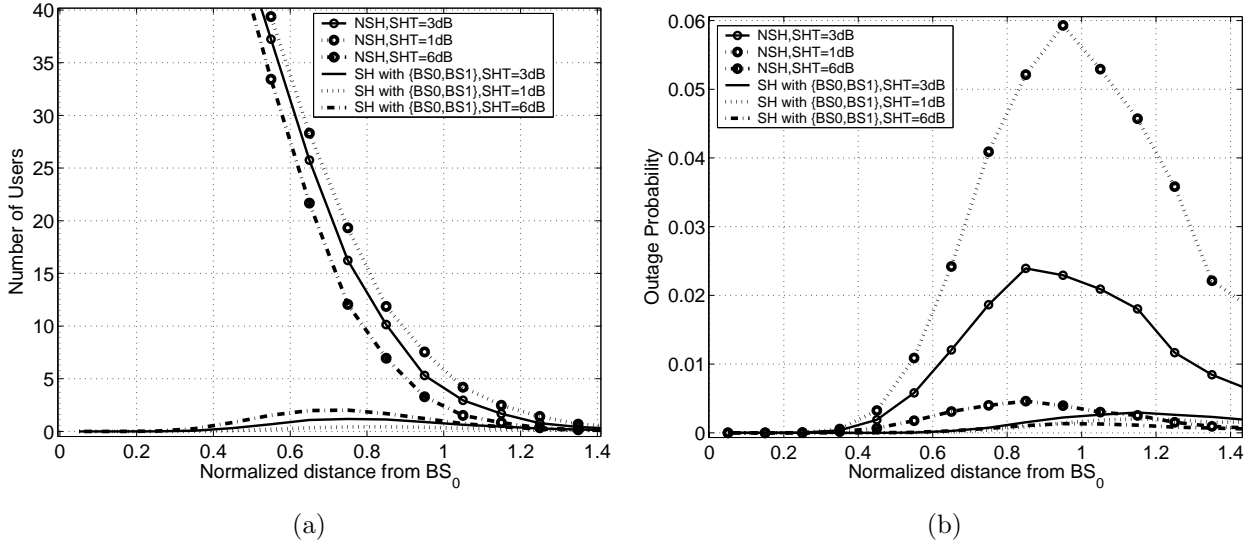 40
35
30
25
20
15
10
5
0
Number of Users
NSH,SHT=3dB
NSH,SHT=1dB
NSH,SHT=6dB
SH with {BS0,BS1},SHT=3dB
SH with {BS0,BS1},SHT=1dB
SH with {BS0,BS1},SHT=6dB
0 0.2 0.4 0.6 0.8 1.0 1.2 1.4
Normalized distance from BS0
(a)
0.06
0.05
0.04
0.03
0.02
0.01
0
Outage Probability
NSH,SHT=3dB
NSH,SHT=1dB
NSH,SHT=6dB
SH with {BS0,BS1},SHT=3dB
SH with {BS0,BS1},SHT=1dB
SH with {BS0,BS1},SHT=6dB
0 0.2 0.4 0.6 0.8 1.0 1.2 1.4
Normalized distance from BS0
(b)